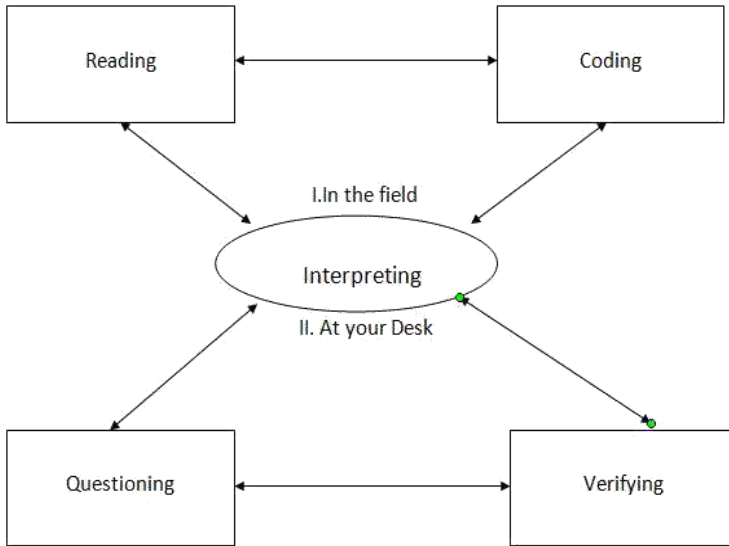 Reading
Coding
I.In the field
Interpreting
II. At your Desk
Questioning
Verifying